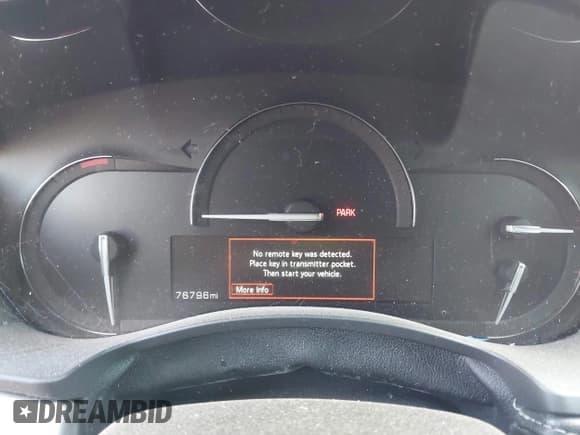 PARK
No remote key was detected.
Place key in transmitter pocket.
Then start your vehicle.
More Info
76796mi
DREAMBID